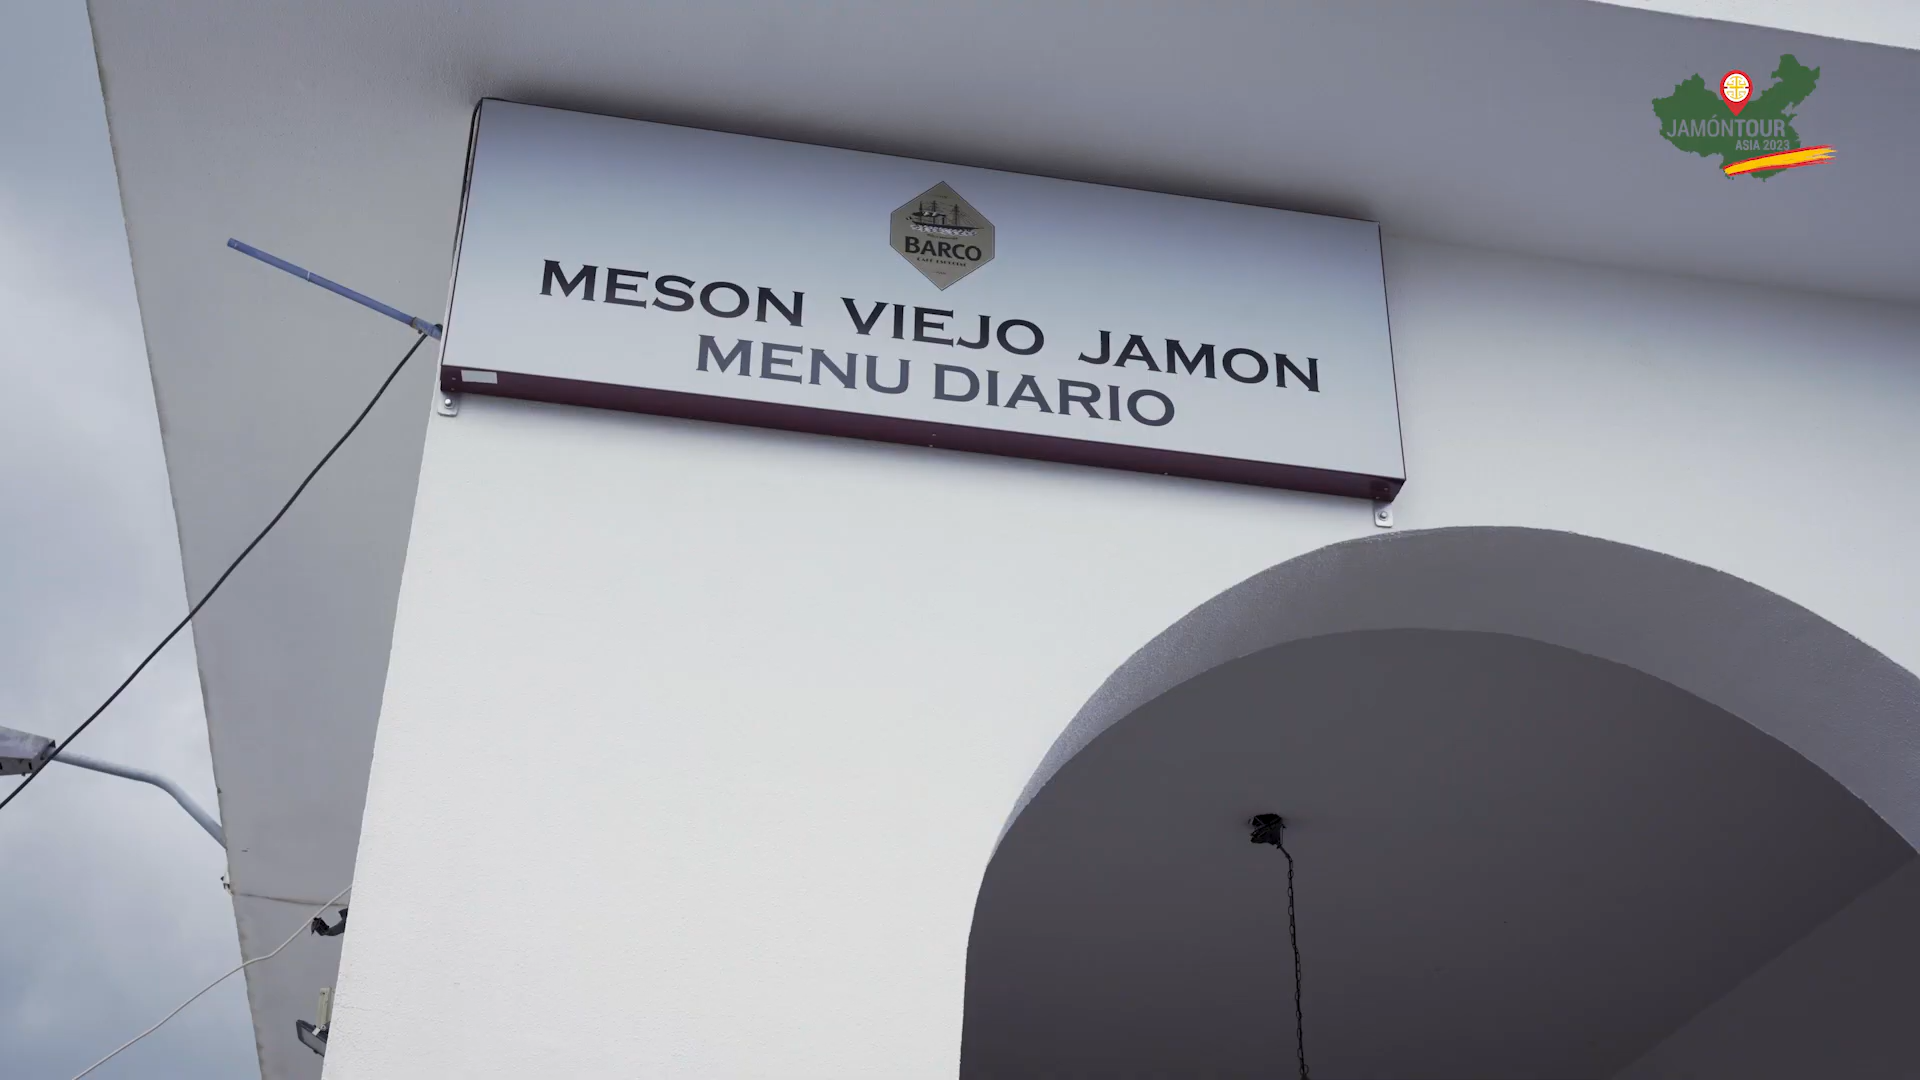 JAMÓNTOUR
ASIA 2023
BARCO
MESON VIEJO JAMON
MENU DIARIO